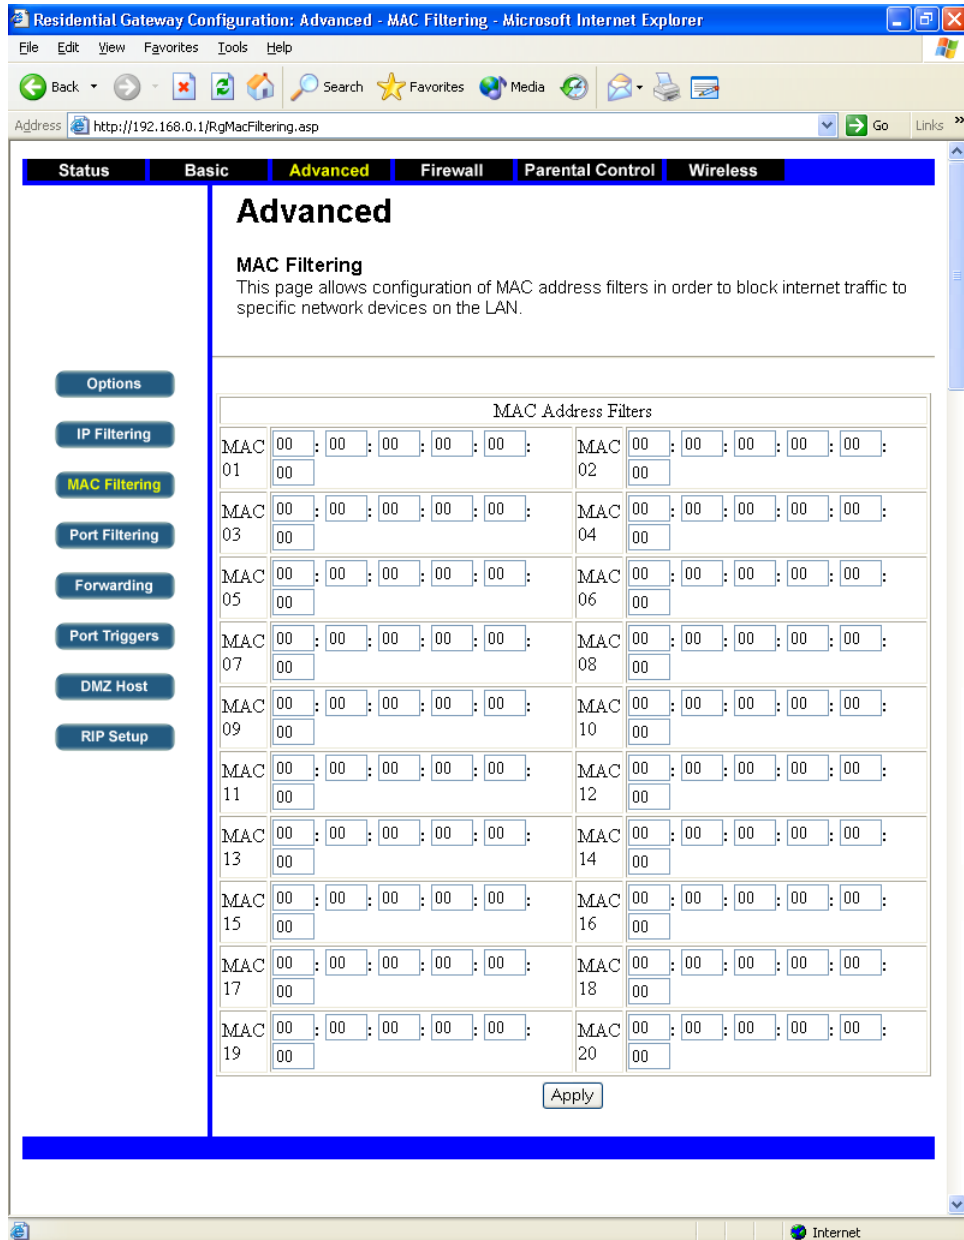 Residential Gateway Configuration: Advanced - MAC Filtering - Microsoft Internet Explorer
File Edit View Favorites Tools Help
Back Search Favorites Media
Address http://192.168.0.1/RgMacFiltering.asp Go Links »
Status Basic Advanced Firewall Parental Control Wireless
Advanced
MAC Filtering
This page allows configuration of MAC address filters in order to block internet traffic to
specific network devices on the LAN.
Options
IP Filtering
MAC Filtering
Port Filtering
Forwarding
Port Triggers
DMZ Host
RIP Setup
MAC Address Filters
MAC 00 : 00 : 00 : 00 : 00 : MAC 00 : 00 : 00 : 00 : 00 :
01 00 02 00
MAC 00 : 00 : 00 : 00 : 00 : MAC 00 : 00 : 00 : 00 : 00 :
03 00 04 00
MAC 00 : 00 : 00 : 00 : 00 : MAC 00 : 00 : 00 : 00 : 00 :
05 00 06 00
MAC 00 : 00 : 00 : 00 : 00 : MAC 00 : 00 : 00 : 00 : 00 :
07 00 08 00
MAC 00 : 00 : 00 : 00 : 00 : MAC 00 : 00 : 00 : 00 : 00 :
09 00 10 00
MAC 00 : 00 : 00 : 00 : 00 : MAC 00 : 00 : 00 : 00 : 00 :
11 00 12 00
MAC 00 : 00 : 00 : 00 : 00 : MAC 00 : 00 : 00 : 00 : 00 :
13 00 14 00
MAC 00 : 00 : 00 : 00 : 00 : MAC 00 : 00 : 00 : 00 : 00 :
15 00 16 00
MAC 00 : 00 : 00 : 00 : 00 : MAC 00 : 00 : 00 : 00 : 00 :
17 00 18 00
MAC 00 : 00 : 00 : 00 : 00 : MAC 00 : 00 : 00 : 00 : 00 :
19 00 20 00
Apply
Internet